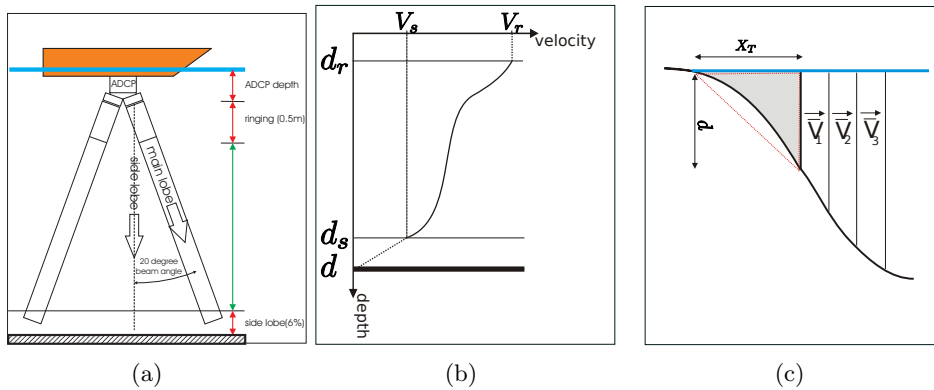 ADCP
ADCP depth
ringing (0.5m)
main lobe
side lobe
20 degree
beam angle
side lobe(6%)
(a)
V_s
V_r
velocity
d_r
d_s
d
depth
(b)
X_T
d
V_1
V_2
V_3
(c)